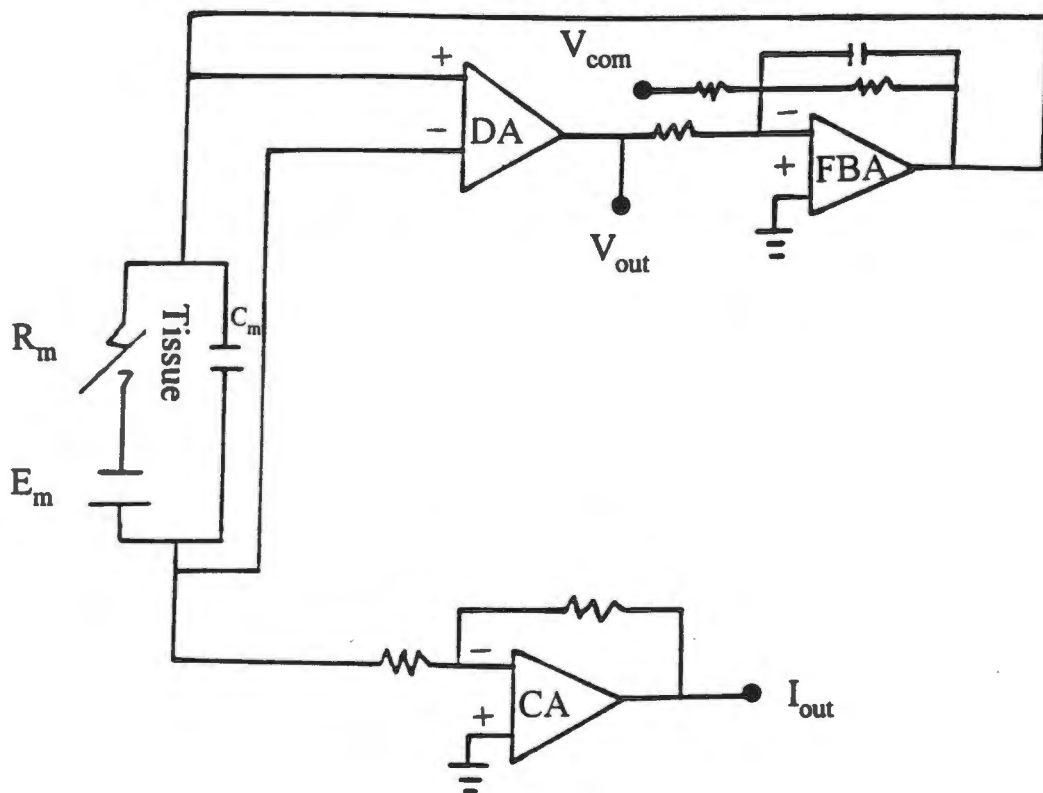 V_com
+
−
DA
−
+
FBA
V_out
R_m
Tissue
C_m
E_m
−
+
CA
I_out